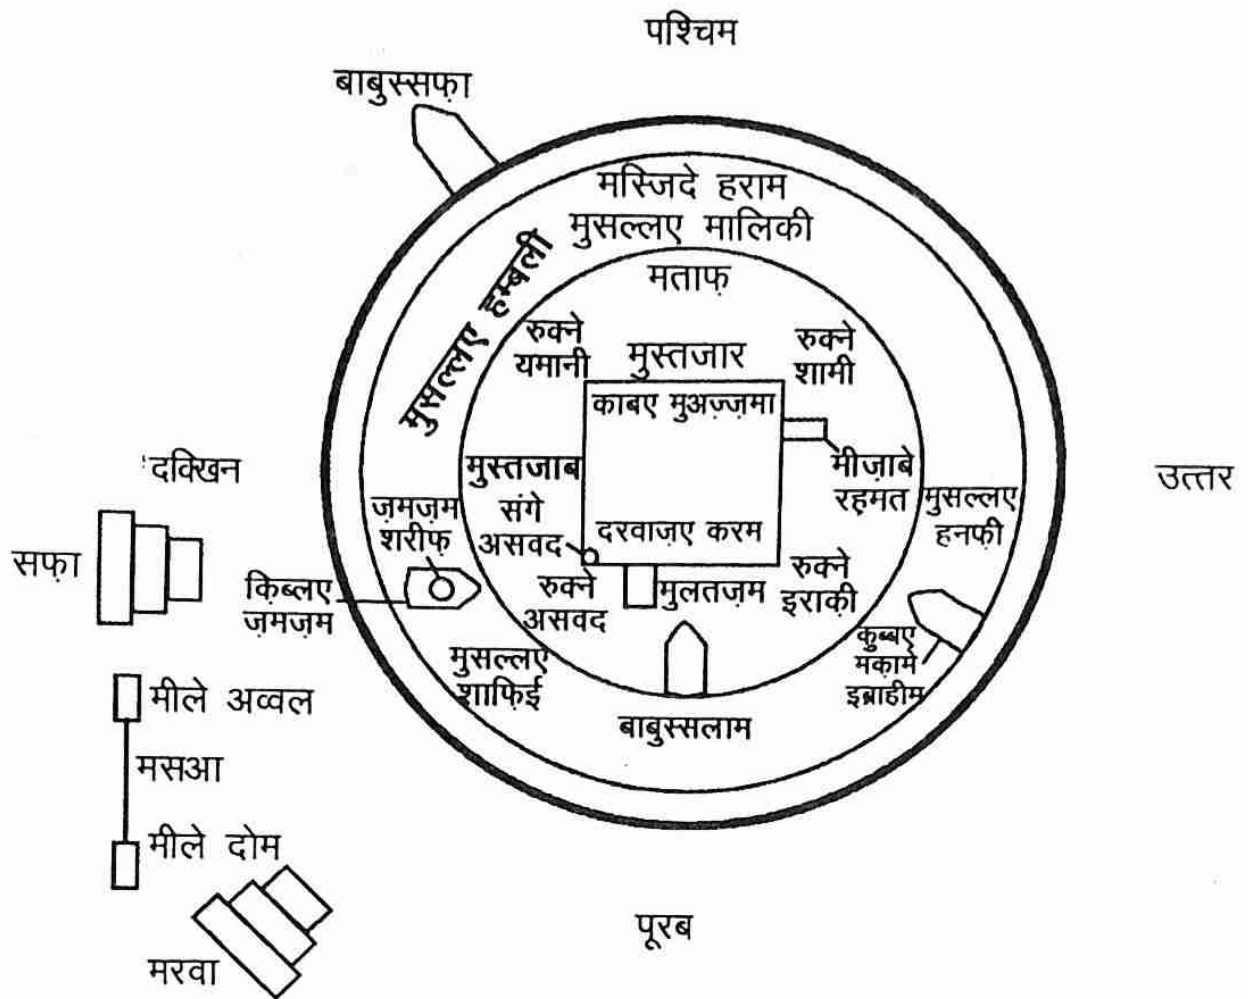 पश्चिम
बाबुस्सफ़ा
मस्जिदे हराम
मुसल्लए मालिकी
मुसल्लए हम्बली
मताफ़
रुक्ने
यमानी
मुस्तजार
रुक्ने
शामी
काबए मुअज़्ज़मा
दक्खिन
मुस्तजाब
मीज़ाबे
रहमत
उत्तर
ज़मज़म
शरीफ़
संगे
असवद
दरवाज़ए करम
मुसल्लए
हनफ़ी
सफ़ा
क़िब्लए
ज़मज़म
रुक्ने
असवद
मुलतज़म
रुक्ने
इराक़ी
मुसल्लए
शाफ़िई
कुब्बए
मक़ामे
इब्राहीम
मीले अव्वल
बाबुस्सलाम
मसआ
मीले दोम
पूरब
मरवा